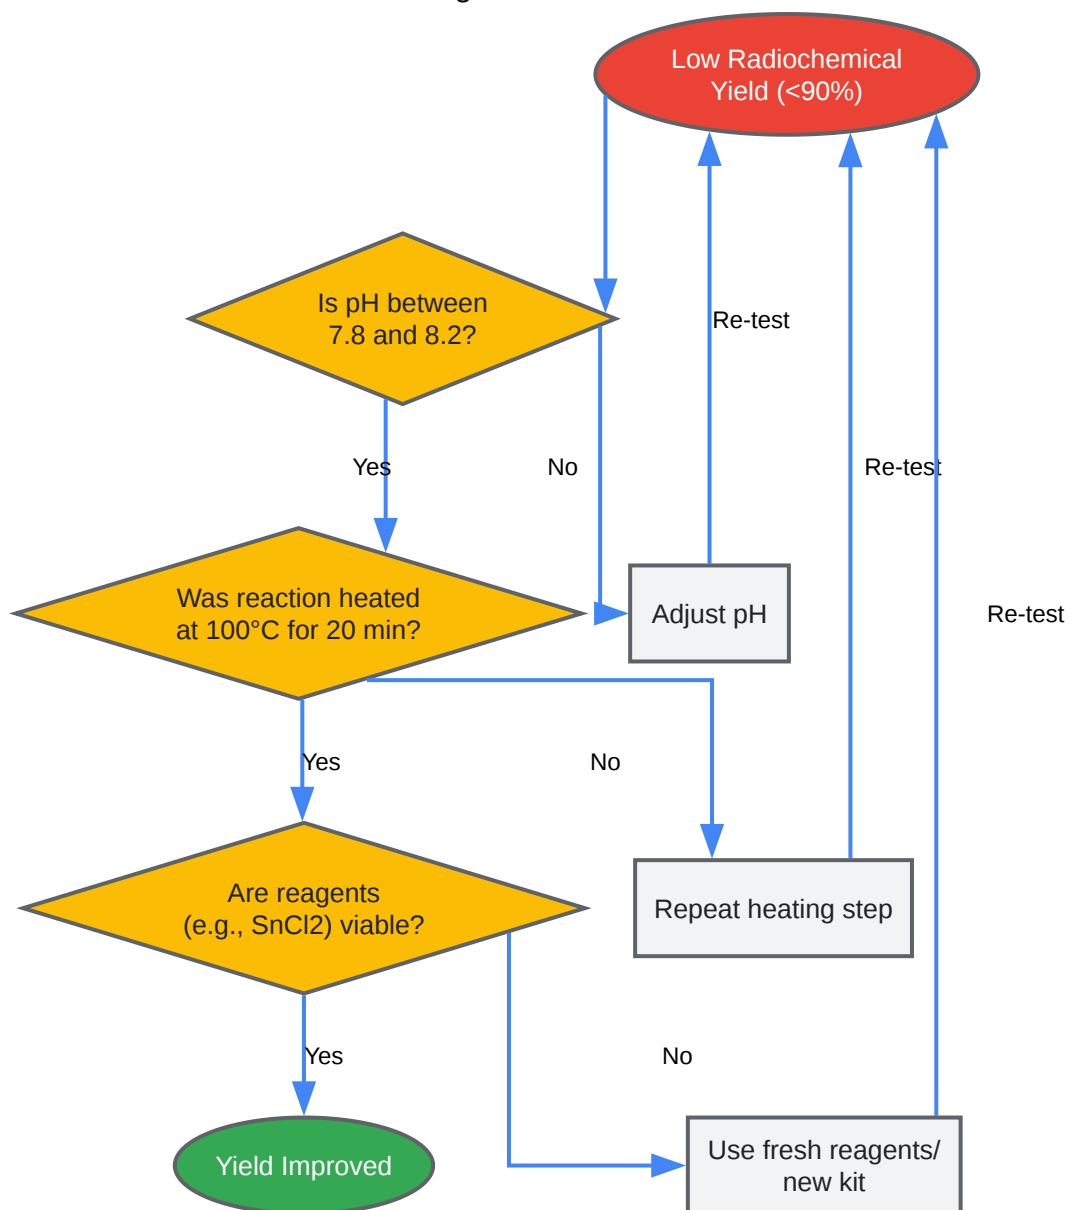 Low Radiochemical
Yield (<90%)
Is pH between
7.8 and 8.2?
Re-test
Yes
No
Re-test
Was reaction heated
at 100°C for 20 min?
Adjust pH
Re-test
Yes
No
Are reagents
(e.g., SnCl2) viable?
Repeat heating step
Yes
No
Yield Improved
Use fresh reagents/
new kit